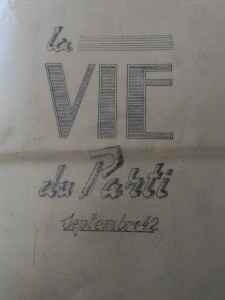 la
VIE
du Parti
Septembre 42